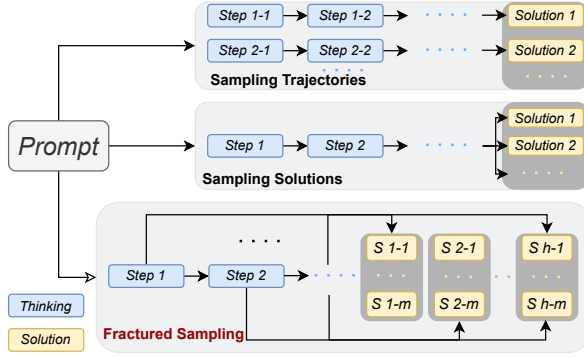 Step 1-1 Step 1-2 · · · · Solution 1
Step 2-1 Step 2-2 · · · · Solution 2
· · · · · · · ·
Sampling Trajectories
Prompt
Solution 1
Step 1 Step 2 · · · · Solution 2
· · · ·
Sampling Solutions
· · · ·
S 1-1 S 2-1 S h-1
Step 1 Step 2 · · · · · · · · · · · · · · · · · ·
S 1-m S 2-m S h-m
Thinking
Solution
Fractured Sampling